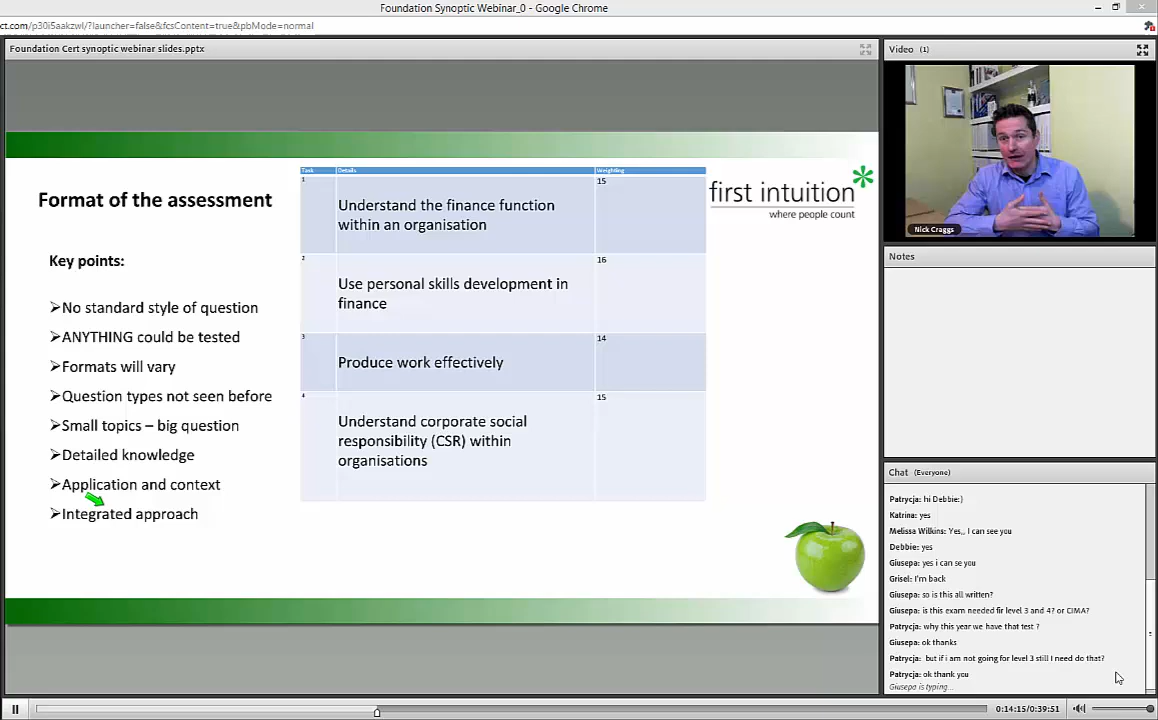 Foundation Synoptic Webinar_0 - Google Chrome
ct.com/p30i5aakzwl/?launcher=false&fcsContent=true&pbMode=normal
Foundation Cert synoptic webinar slides.pptx
Format of the assessment
Key points:
➢No standard style of question
➢ANYTHING could be tested
➢Formats will vary
➢Question types not seen before
➢Small topics – big question
➢Detailed knowledge
➢Application and context
➢Integrated approach
Task Details Weighting
1 Understand the finance function 15
within an organisation
2 Use personal skills development in 16
finance
3 Produce work effectively 14
4 Understand corporate social 15
responsibility (CSR) within
organisations
first intuition
where people count
Video (1)
Nick Craggs
Notes
Chat (Everyone)
Patrycja: hi Debbie:)
Katrina: yes
Melissa Wilkins: Yes,, I can see you
Debbie: yes
Giusepa: yes i can se you
Grisel: I'm back
Giusepa: so is this all written?
Giusepa: is this exam needed fir level 3 and 4? or CIMA?
Patrycja: why this year we have that test ?
Giusepa: ok thanks
Patrycja: but if i am not going for level 3 still I need do that?
Patrycja: ok thank you
Giusepa is typing...
0:14:15/0:39:51